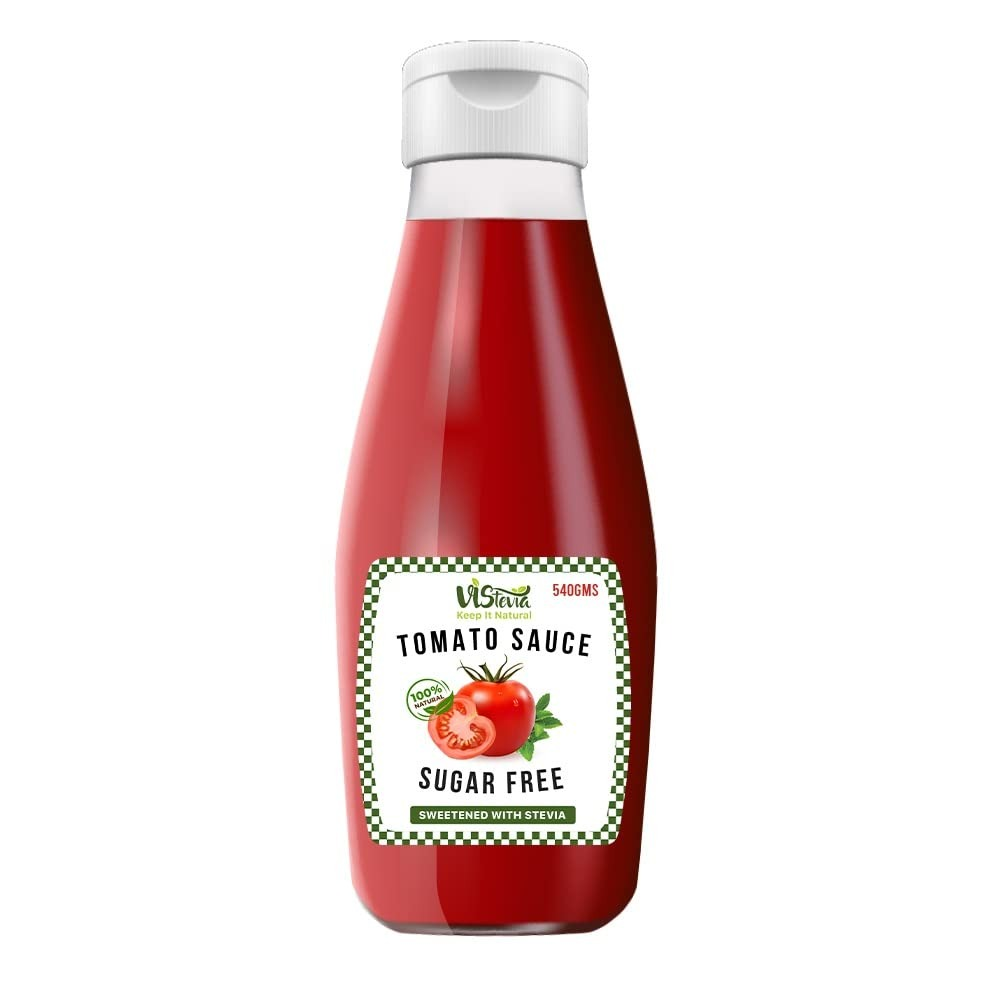 ViStevia
Keep It Natural
540GMS
TOMATO SAUCE
100%
NATURAL
SUGAR FREE
SWEETENED WITH STEVIA